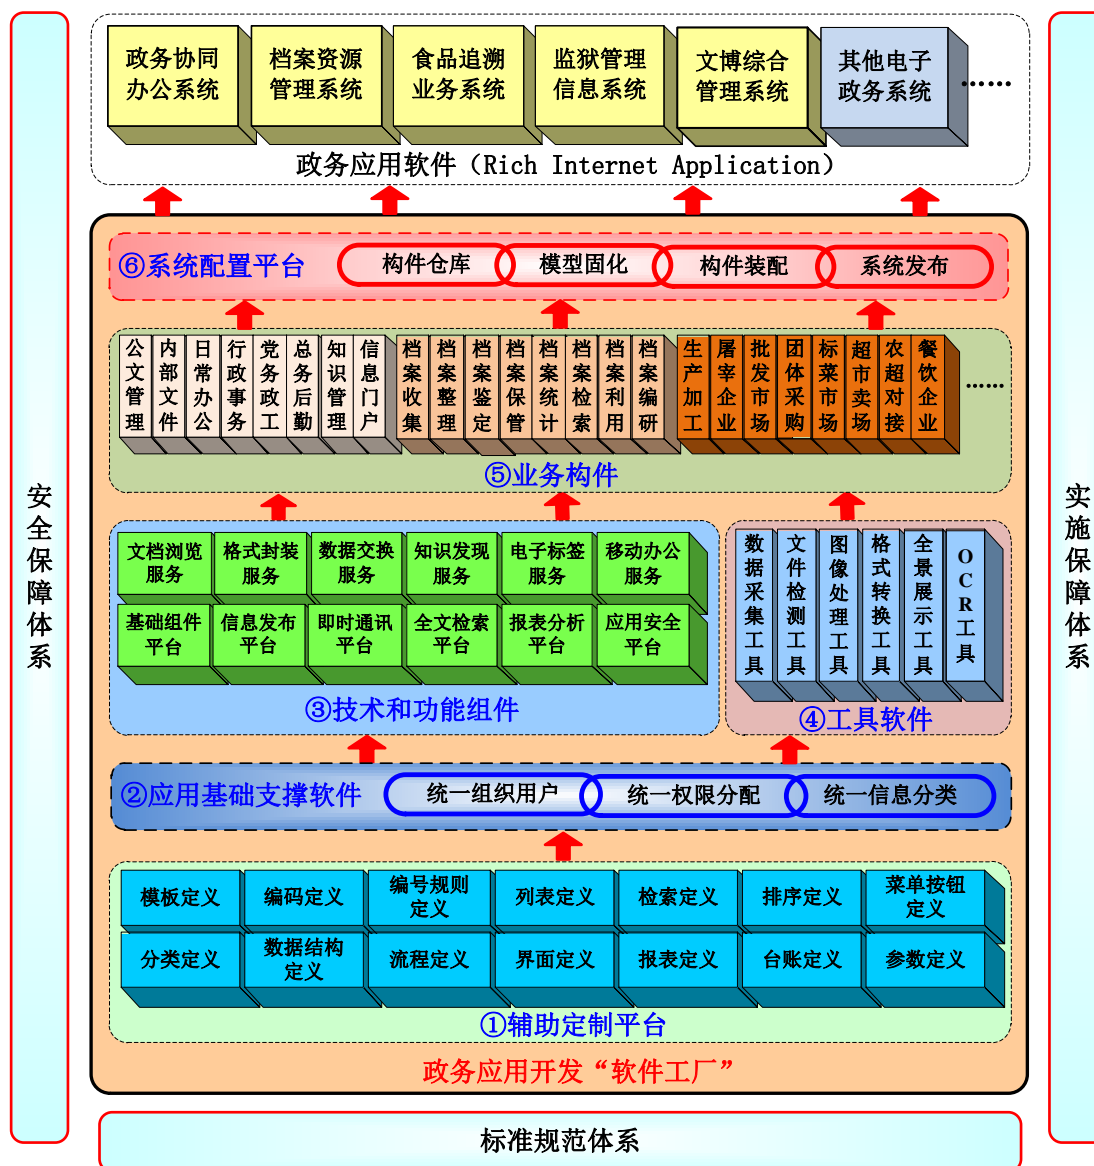 政务协同
办公系统
档案资源
管理系统
食品追溯
业务系统
监狱管理
信息系统
文博综合
管理系统
其他电子
政务系统
……
政务应用软件（Rich Internet Application）
⑥系统配置平台
构件仓库
模型固化
构件装配
系统发布
公文管理
内部文件
日常办公
行政事务
党务政工
总务后勤
知识管理
信息门户
档案收集
档案整理
档案鉴定
档案保管
档案统计
档案检索
档案利用
档案编研
生产加工
屠宰企业
批发市场
团体采购
标菜市场
超市卖场
农超对接
餐饮企业
……
⑤业务构件
文档浏览
服务
格式封装
服务
数据交换
服务
知识发现
服务
电子标签
服务
移动办公
服务
基础组件
平台
信息发布
平台
即时通讯
平台
全文检索
平台
报表分析
平台
应用安全
平台
③技术和功能组件
数据采集工具
文件检测工具
图像处理工具
格式转换工具
全景展示工具
OCR工具
④工具软件
②应用基础支撑软件
统一组织用户
统一权限分配
统一信息分类
模板定义
编码定义
编号规则
定义
列表定义
检索定义
排序定义
菜单按钮
定义
分类定义
数据结构
定义
流程定义
界面定义
报表定义
台账定义
参数定义
①辅助定制平台
政务应用开发“软件工厂”
安全保障体系
实施保障体系
标准规范体系